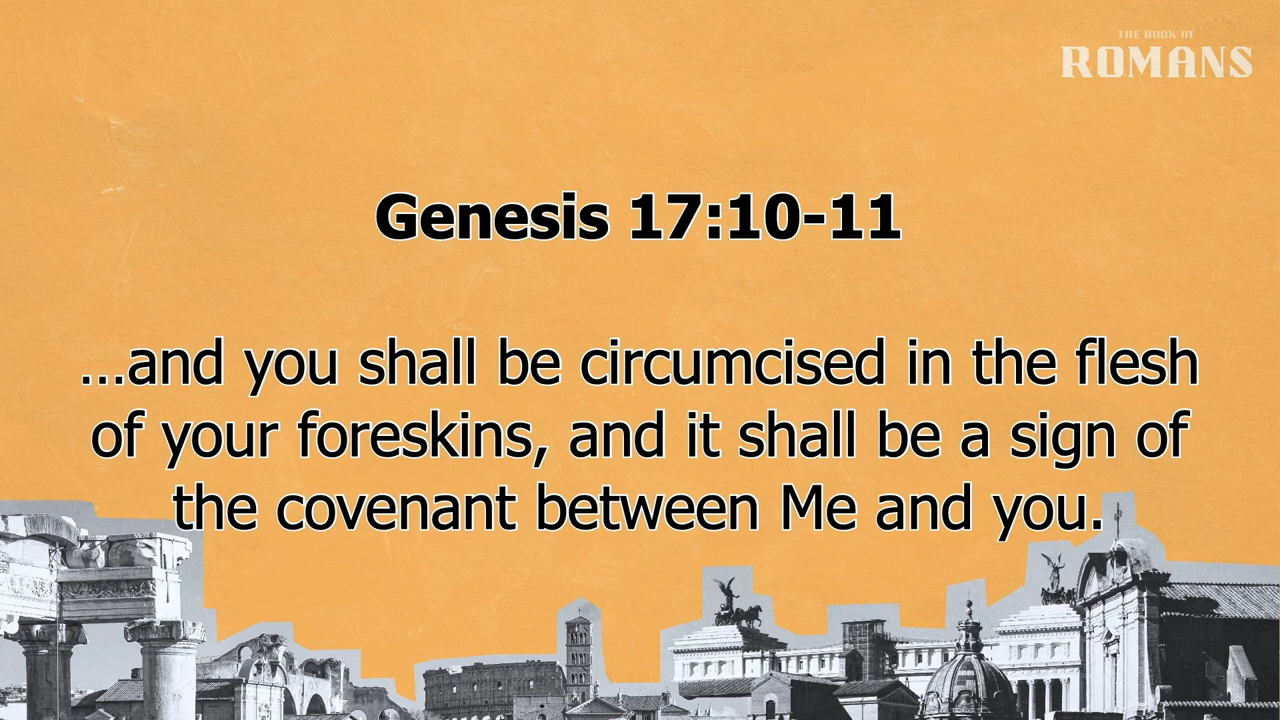 THE BOOK OF
ROMANS
Genesis 17:10-11
...and you shall be circumcised in the flesh
of your foreskins, and it shall be a sign of
the covenant between Me and you.